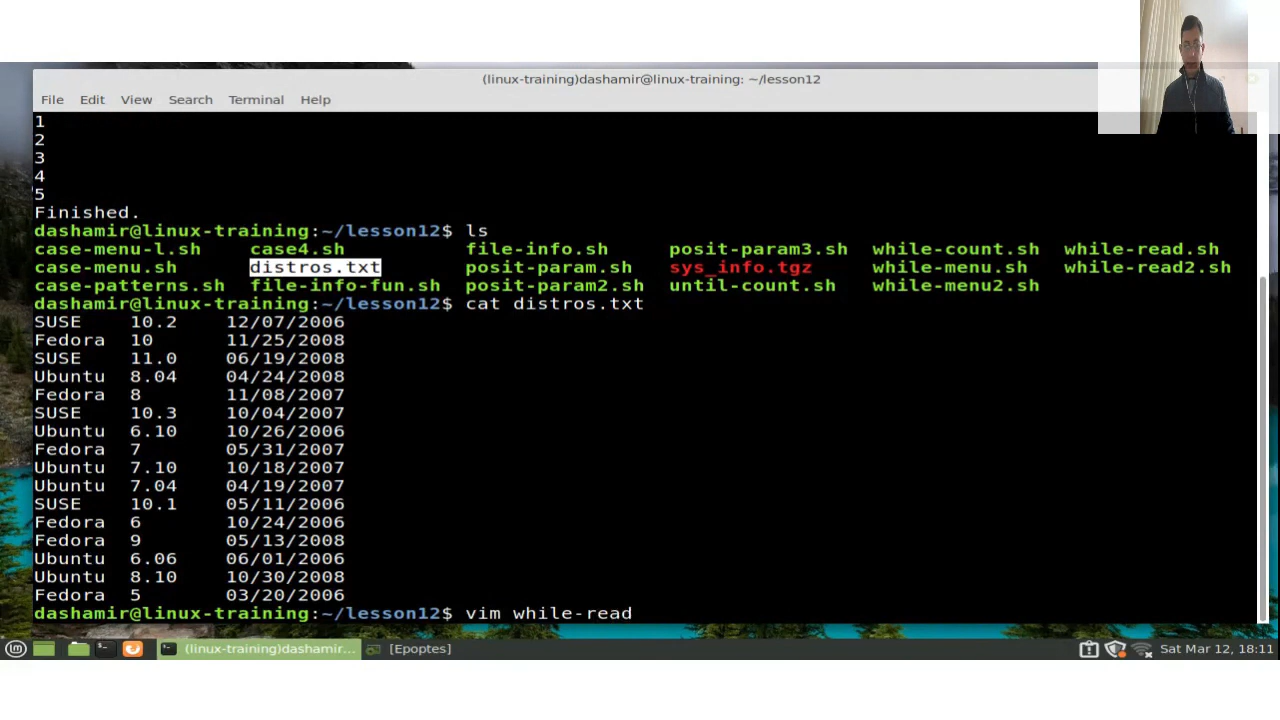 (linux-training)dashamir@linux-training: ~/lesson12
File Edit View Search Terminal Help
1
2
3
4
5
Finished.
dashamir@linux-training:~/lesson12$ ls
case-menu-l.sh case4.sh file-info.sh posit-param3.sh while-count.sh while-read.sh
case-menu.sh distros.txt posit-param.sh sys_info.tgz while-menu.sh while-read2.sh
case-patterns.sh file-info-fun.sh posit-param2.sh until-count.sh while-menu2.sh
dashamir@linux-training:~/lesson12$ cat distros.txt
SUSE 10.2 12/07/2006
Fedora 10 11/25/2008
SUSE 11.0 06/19/2008
Ubuntu 8.04 04/24/2008
Fedora 8 11/08/2007
SUSE 10.3 10/04/2007
Ubuntu 6.10 10/26/2006
Fedora 7 05/31/2007
Ubuntu 7.10 10/18/2007
Ubuntu 7.04 04/19/2007
SUSE 10.1 05/11/2006
Fedora 6 10/24/2006
Fedora 9 05/13/2008
Ubuntu 6.06 06/01/2006
Ubuntu 8.10 10/30/2008
Fedora 5 03/20/2006
dashamir@linux-training:~/lesson12$ vim while-read
(linux-training)dashamir... [Epoptes] Sat Mar 12, 18:11